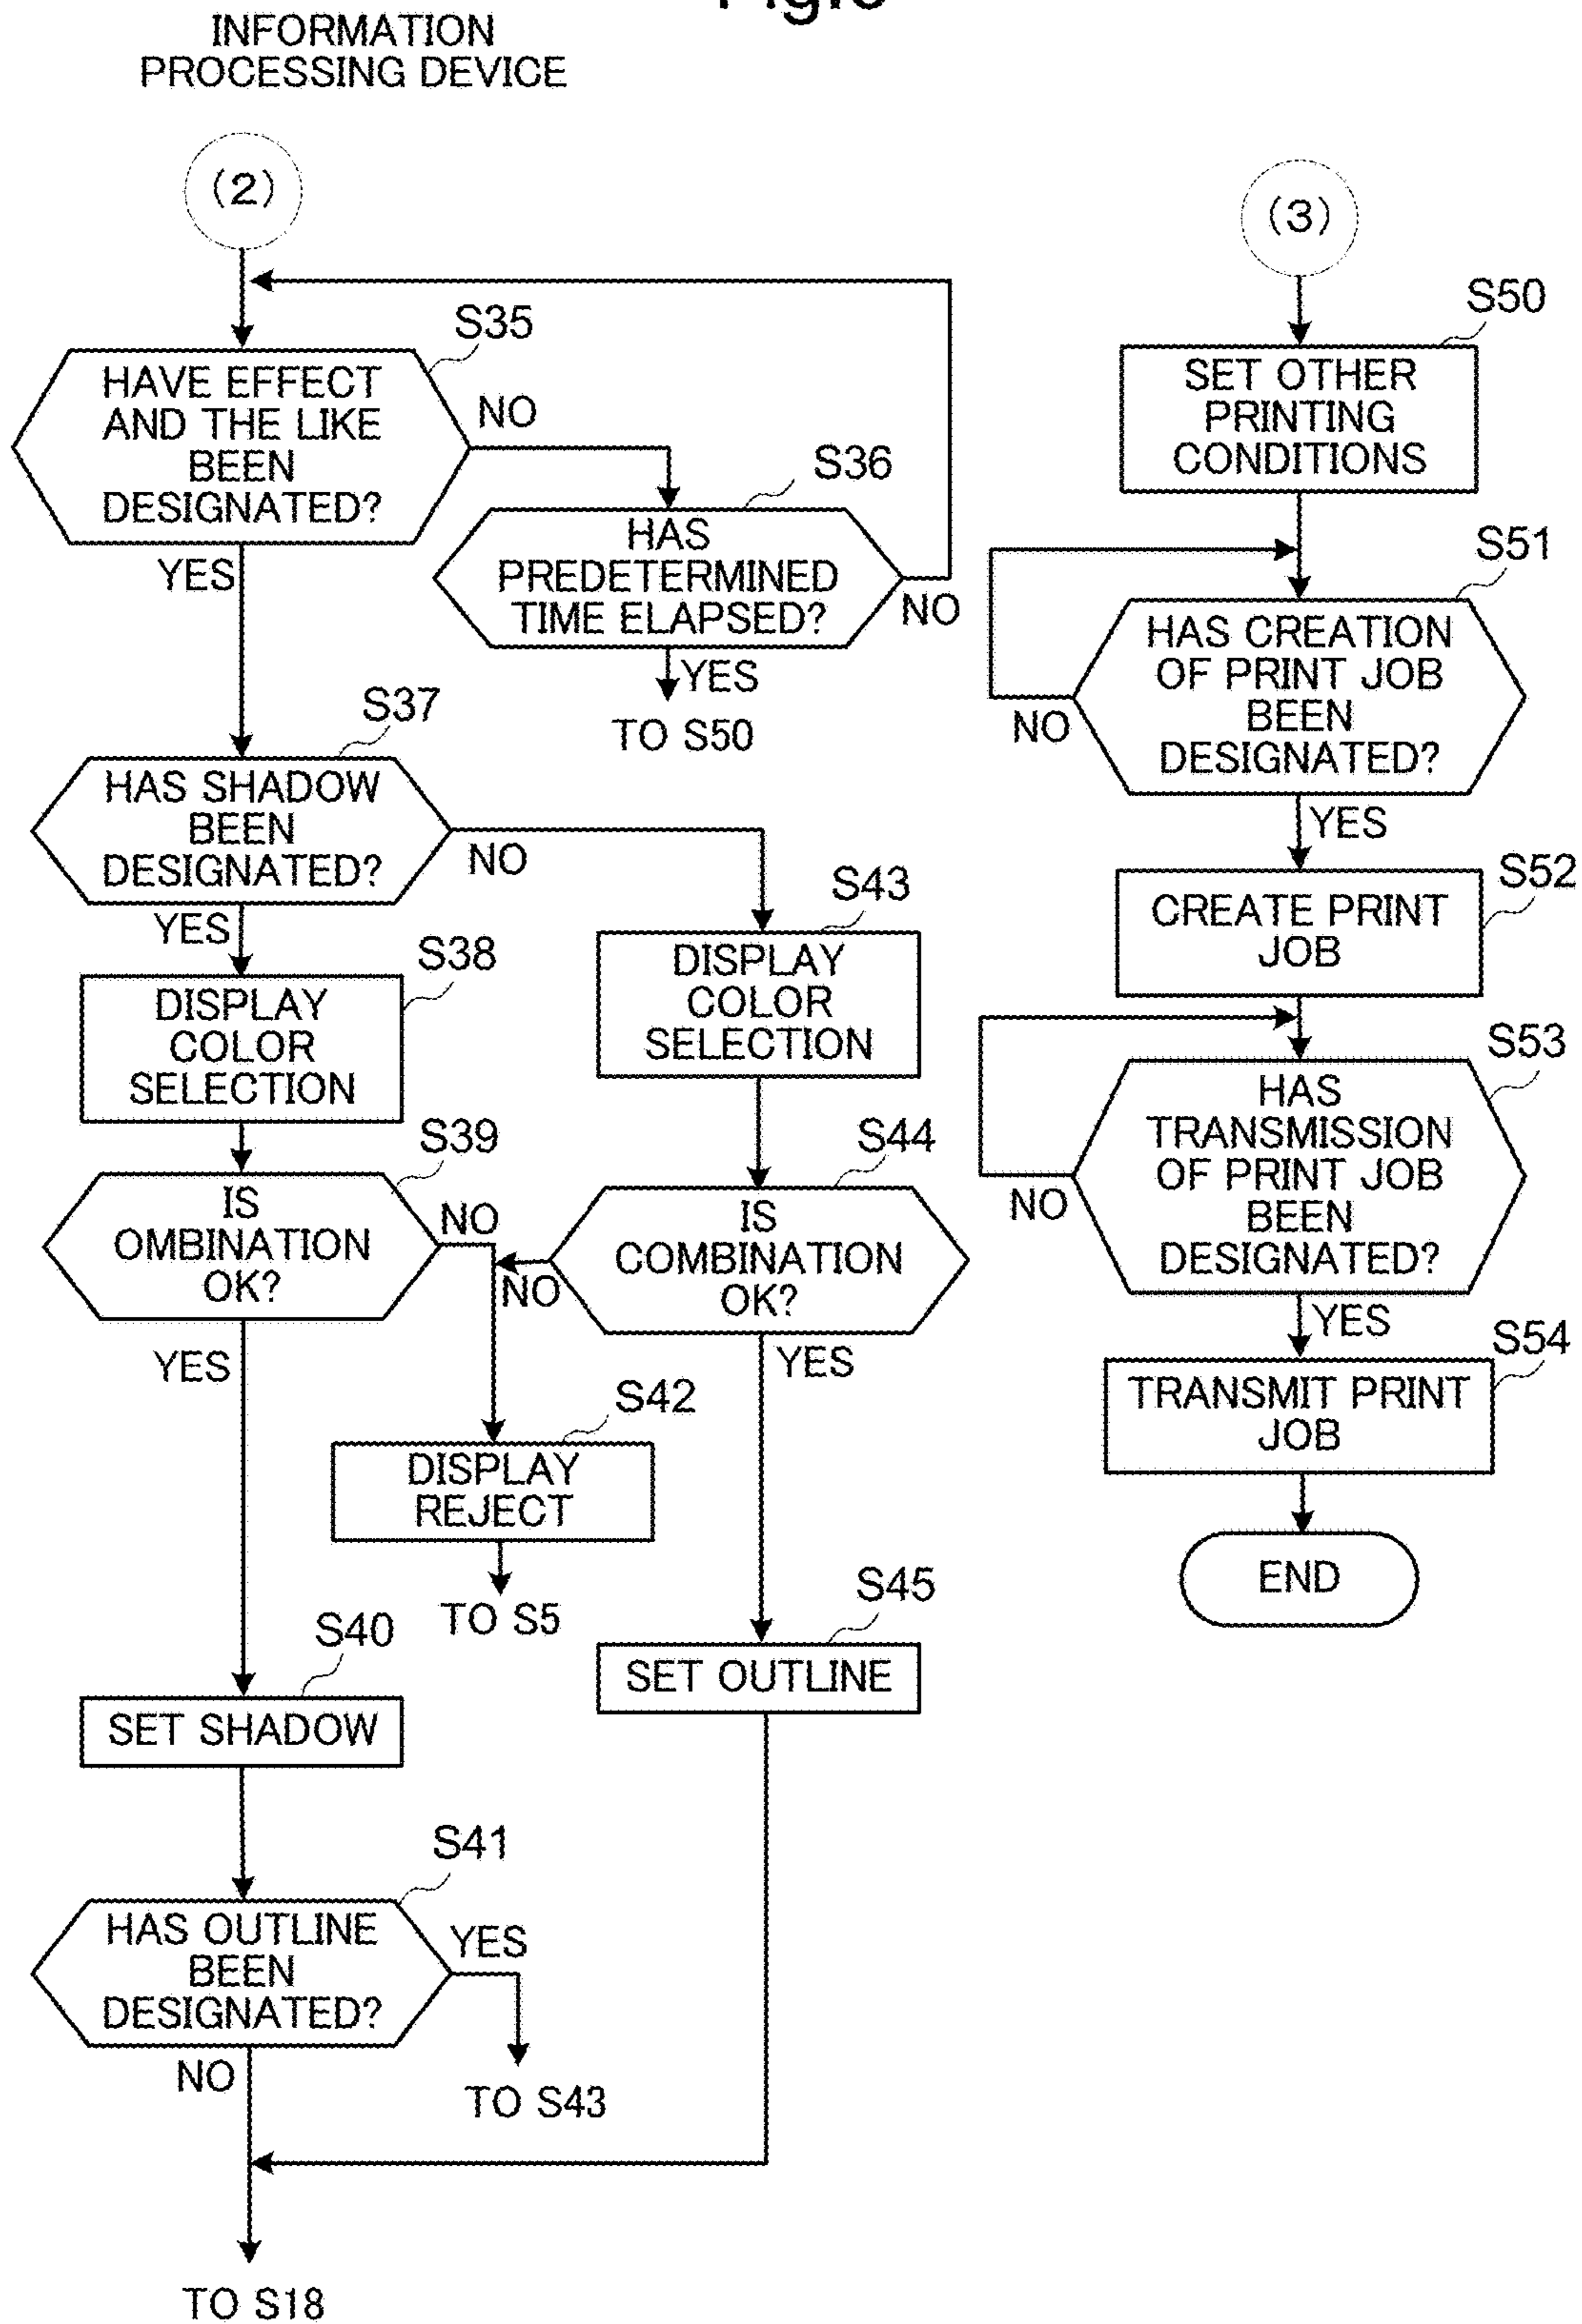 INFORMATION
PROCESSING DEVICE
(2)
S35
HAVE EFFECT
AND THE LIKE
BEEN
DESIGNATED?
NO
YES
S36
HAS
PREDETERMINED
TIME ELAPSED?
NO
YES
TO S50
S37
HAS SHADOW
BEEN
DESIGNATED?
NO
YES
S38
DISPLAY
COLOR
SELECTION
S43
DISPLAY
COLOR
SELECTION
S39
IS
OMBINATION
OK?
NO
YES
S44
IS
COMBINATION
OK?
NO
YES
S42
DISPLAY
REJECT
TO S5
S45
SET OUTLINE
S40
SET SHADOW
S41
HAS OUTLINE
BEEN
DESIGNATED?
YES
NO
TO S43
TO S18
(3)
S50
SET OTHER
PRINTING
CONDITIONS
S51
HAS CREATION
OF PRINT JOB
BEEN
DESIGNATED?
NO
YES
S52
CREATE PRINT
JOB
S53
HAS
TRANSMISSION
OF PRINT JOB
BEEN
DESIGNATED?
NO
YES
S54
TRANSMIT PRINT
JOB
END